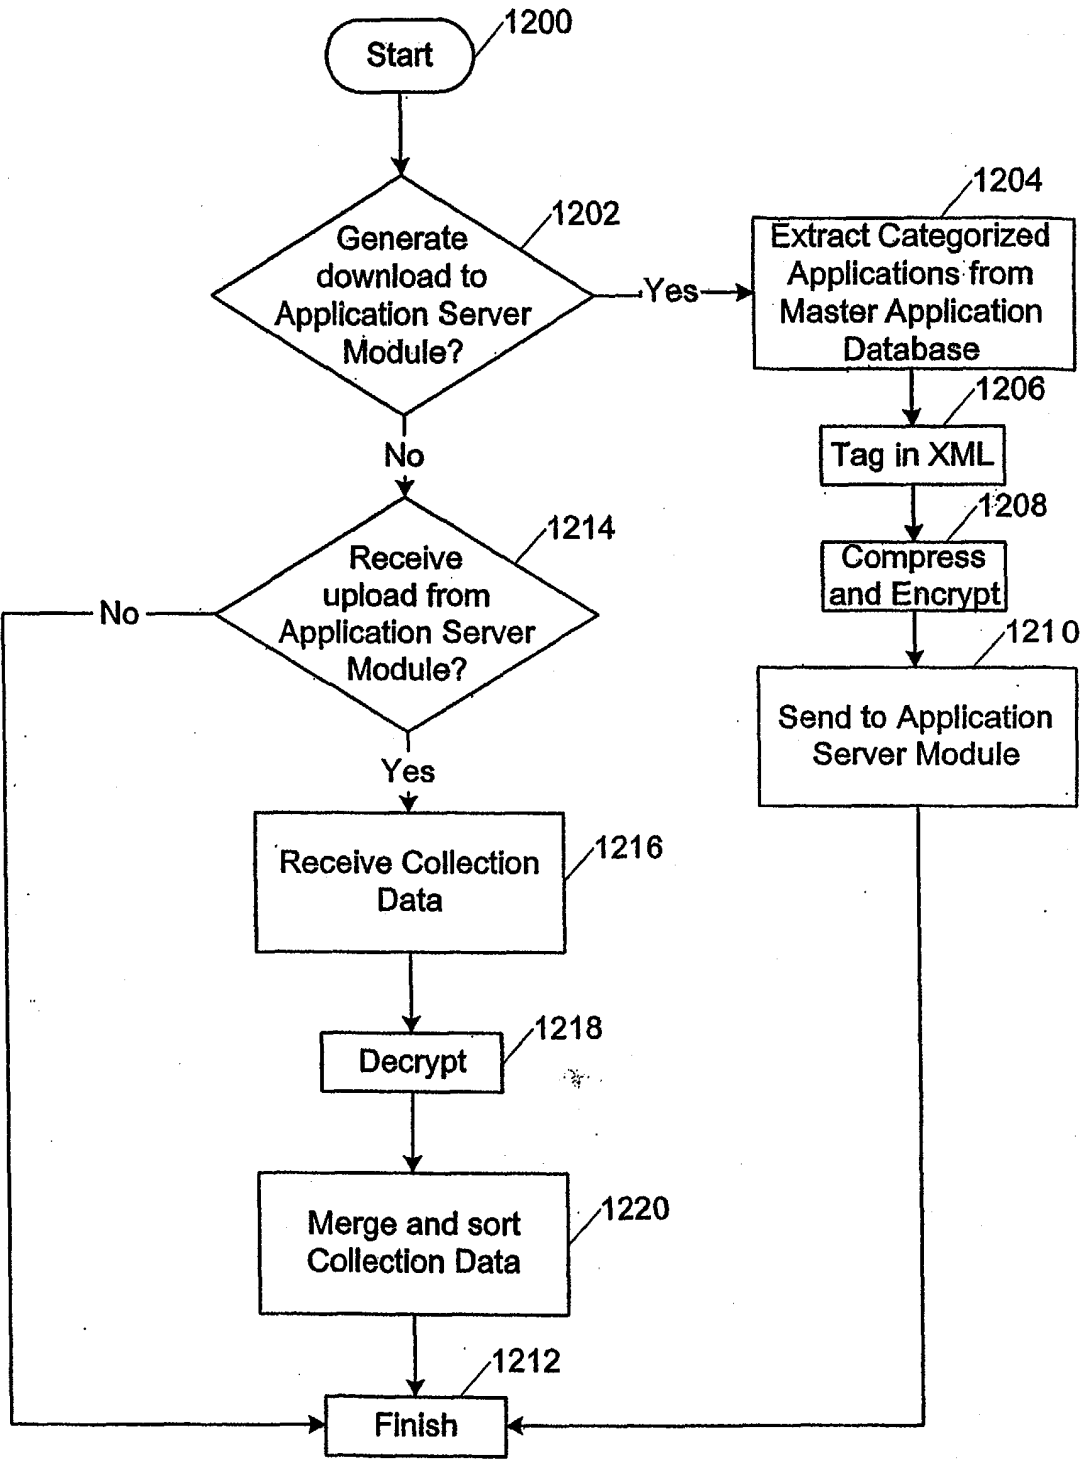 1200
Start
1202
Generate
download to
Application Server
Module?
Yes
1204
Extract Categorized
Applications from
Master Application
Database
1206
Tag in XML
1208
Compress
and Encrypt
1210
Send to Application
Server Module
No
1214
Receive
upload from
Application Server
Module?
No
Yes
1216
Receive Collection
Data
1218
Decrypt
1220
Merge and sort
Collection Data
1212
Finish